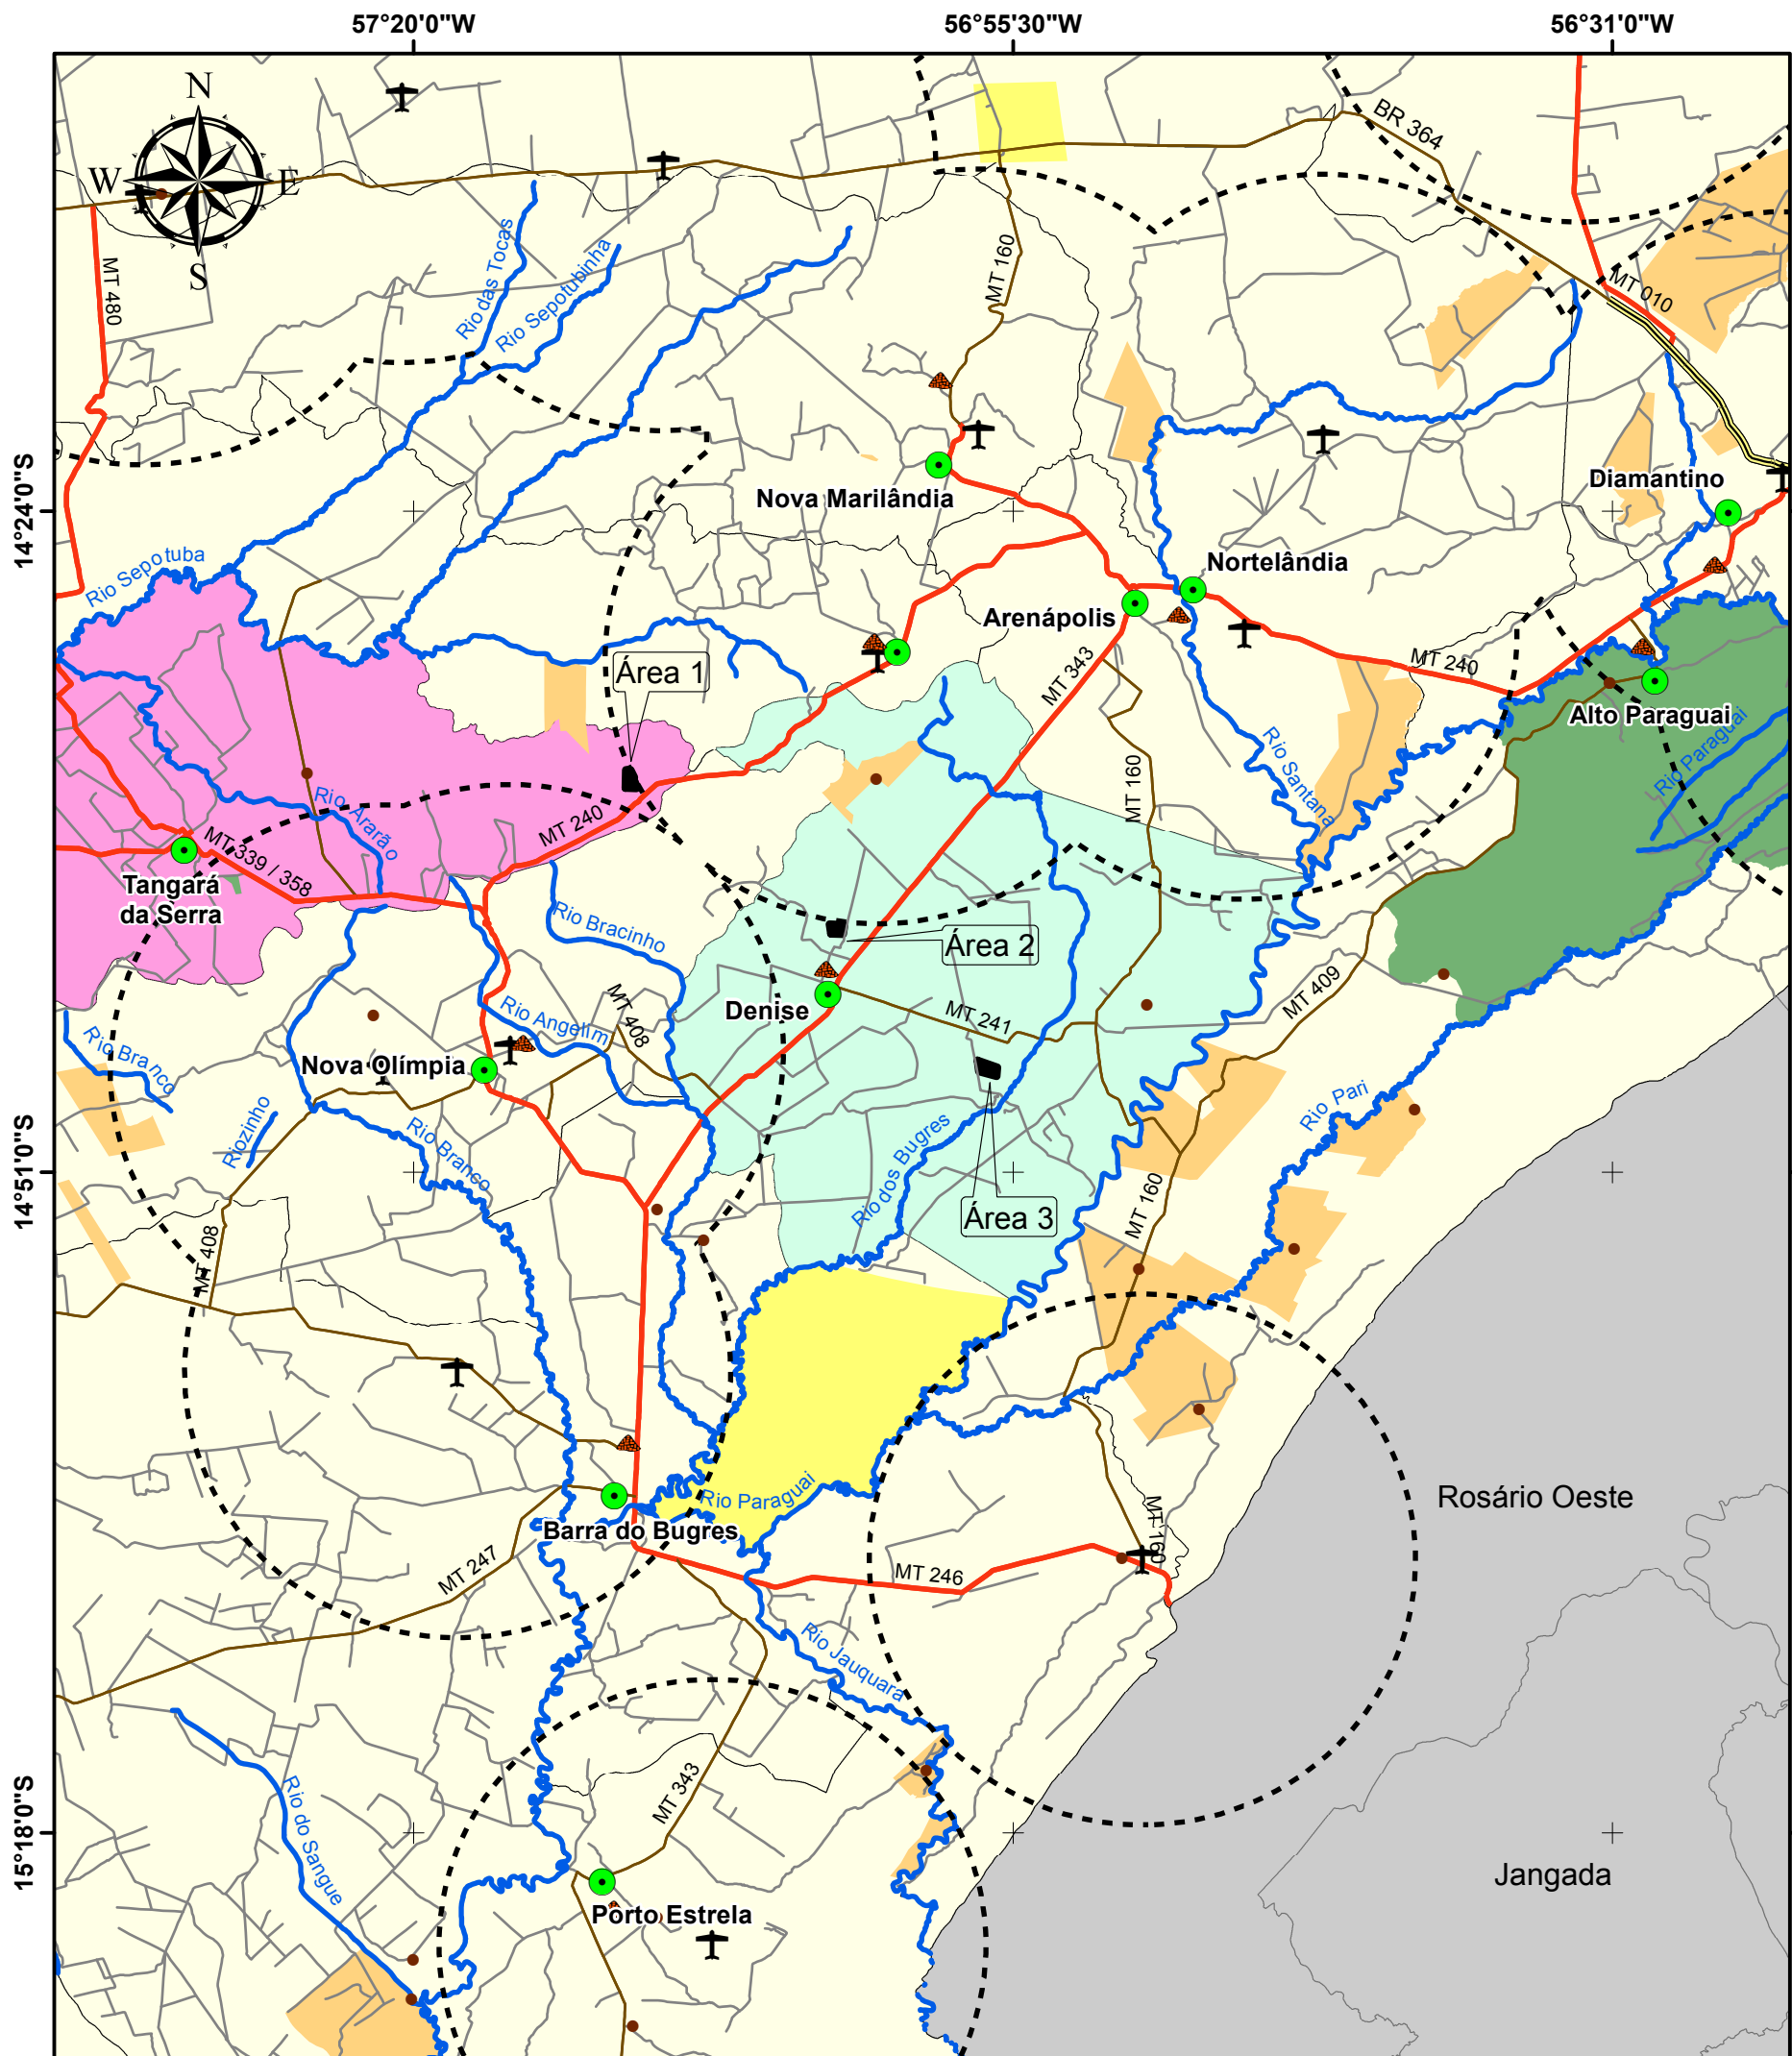 57°20'0"W
56°55'30"W
56°31'0"W
N
W
E
S
BR 364
MT 480
Rio das Tocas
Rio Sepotubinha
MT 160
MT 010
14°24'0"S
Nova Marilândia
Diamantino
Rio Sepotuba
Nortelândia
Arenápolis
Área 1
MT 343
MT 240
Alto Paraguai
Rio Santana
Rio Paraguai
MT 160
Rio Ararão
MT 240
MT 339 / 358
Tangará
da Serra
Rio Bracinho
Área 2
MT 409
MT 408
Denise
MT 241
Rio Angelim
Rio Branco
Nova Olímpia
Riozinho
Rio Pari
14°51'0"S
Rio Branco
Rio dos Bugres
Área 3
MT 160
MT 408
Rio Paraguai
Rosário Oeste
Barra do Bugres
MT 160
MT 247
MT 246
Rio Jauquara
15°18'0"S
Rio do Sangue
MT 343
Jangada
Porto Estrela